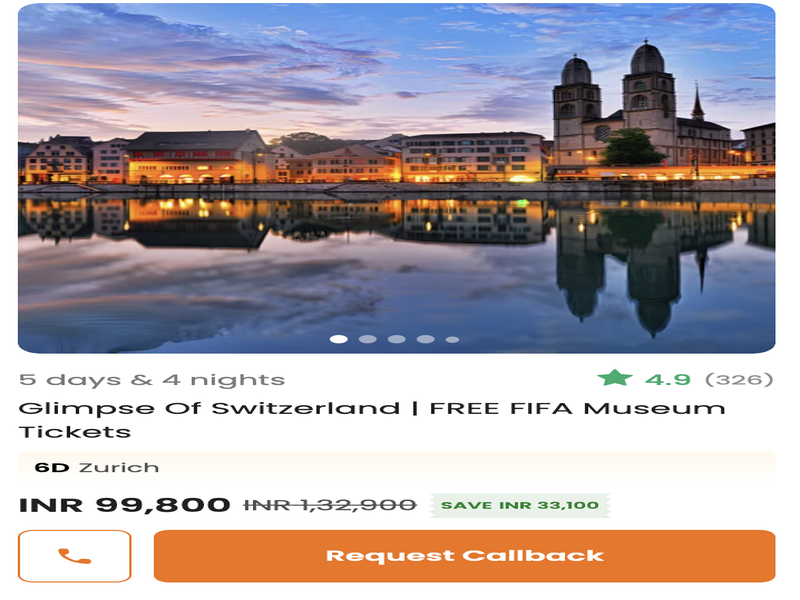 5 days & 4 nights 4.9 (326)
Glimpse Of Switzerland | FREE FIFA Museum
Tickets
6D Zurich
INR 99,800 INR 1,32,900 SAVE INR 33,100
Request Callback